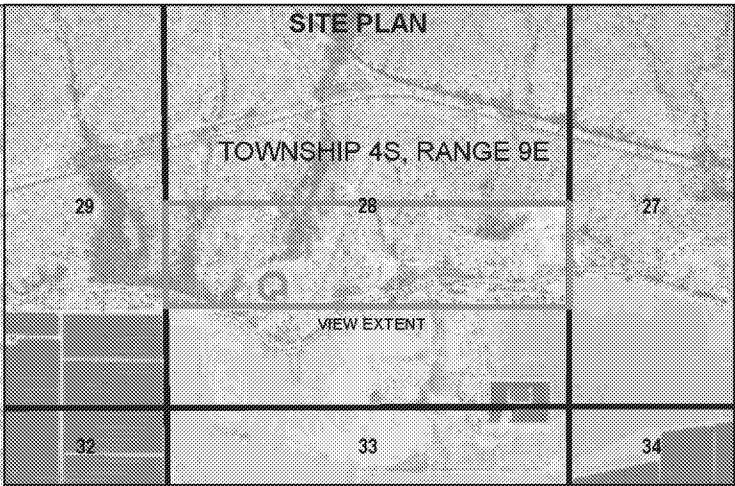 SITE PLAN
TOWNSHIP 4S, RANGE 9E
29
28
27
VIEW EXTENT
32
33
34